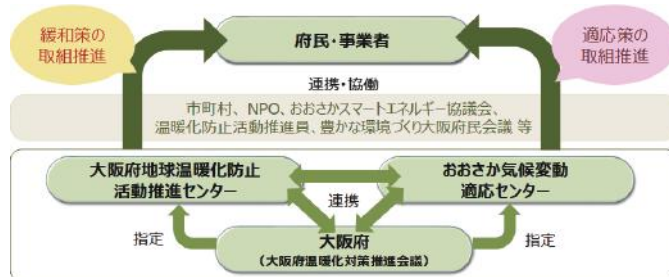 緩和策の
取組推進
府民・事業者
適応策の
取組推進
連携・協働
市町村、NPO、おおさかスマートエネルギー協議会、
温暖化防止活動推進員、豊かな環境づくり大阪府民会議 等
大阪府地球温暖化防止
活動推進センター
おおさか気候変動
適応センター
連携
指定
大阪府
(大阪府温暖化対策推進会議)
指定